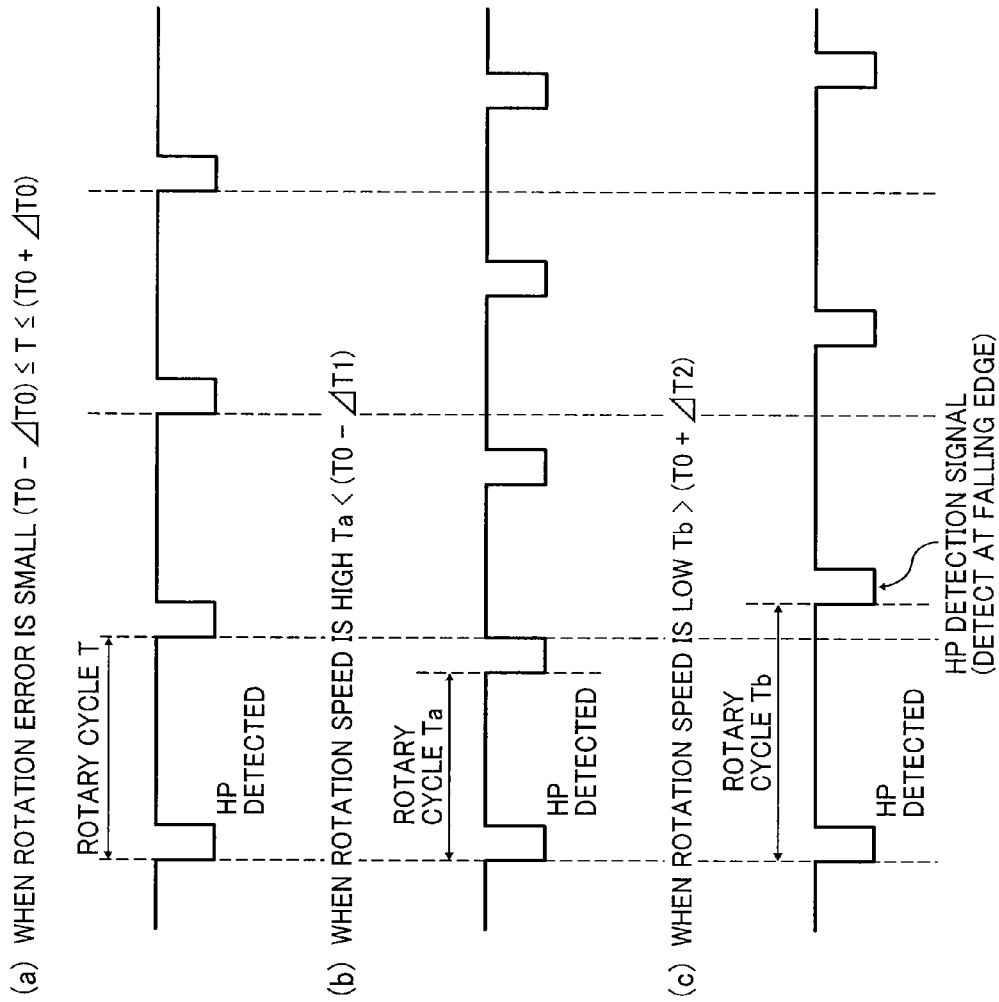 (a) WHEN ROTATION ERROR IS SMALL (T0 - ⊿T0) ≤ T ≤ (T0 + ⊿T0)
ROTARY CYCLE T
HP
DETECTED
(b) WHEN ROTATION SPEED IS HIGH Ta < (T0 - ⊿T1)
ROTARY
CYCLE Ta
HP
DETECTED
(c) WHEN ROTATION SPEED IS LOW Tb > (T0 + ⊿T2)
ROTARY
CYCLE Tb
HP
DETECTED
HP DETECTION SIGNAL
(DETECT AT FALLING EDGE)